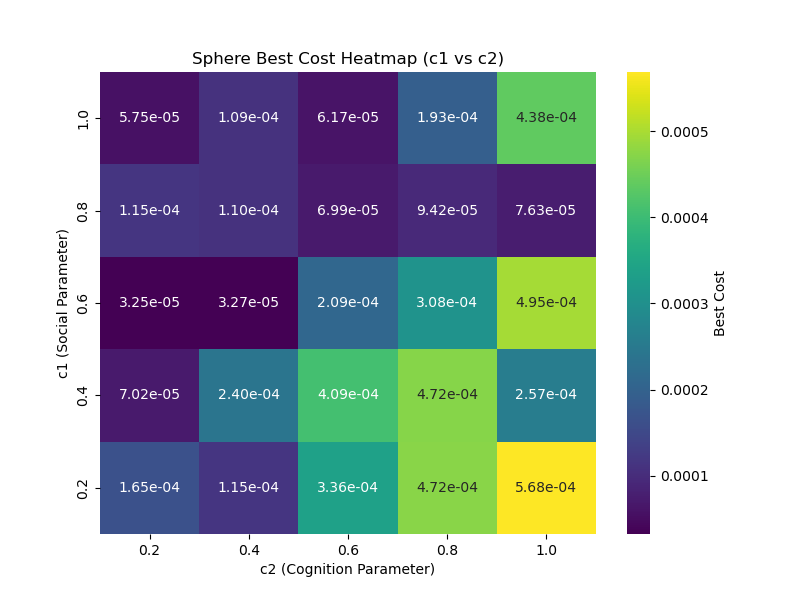 Sphere Best Cost Heatmap (c1 vs c2)
c1 (Social Parameter)
1.0 5.75e-05 1.09e-04 6.17e-05 1.93e-04 4.38e-04
0.8 1.15e-04 1.10e-04 6.99e-05 9.42e-05 7.63e-05
0.6 3.25e-05 3.27e-05 2.09e-04 3.08e-04 4.95e-04
0.4 7.02e-05 2.40e-04 4.09e-04 4.72e-04 2.57e-04
0.2 1.65e-04 1.15e-04 3.36e-04 4.72e-04 5.68e-04
0.2 0.4 0.6 0.8 1.0
c2 (Cognition Parameter)
0.0005
0.0004
0.0003
0.0002
0.0001
Best Cost